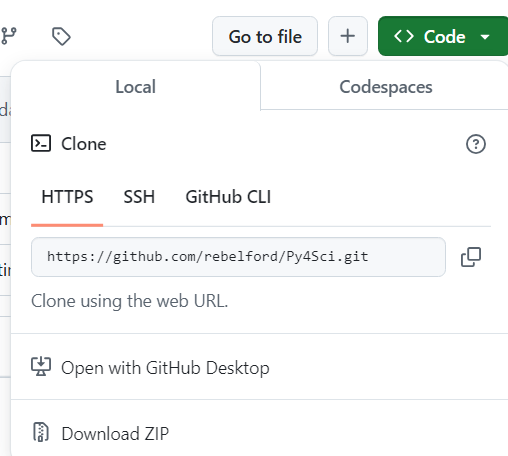 Go to file
Code
Local
Codespaces
Clone
HTTPS
SSH
GitHub CLI
https://github.com/rebelford/Py4Sci.git
Clone using the web URL.
Open with GitHub Desktop
Download ZIP